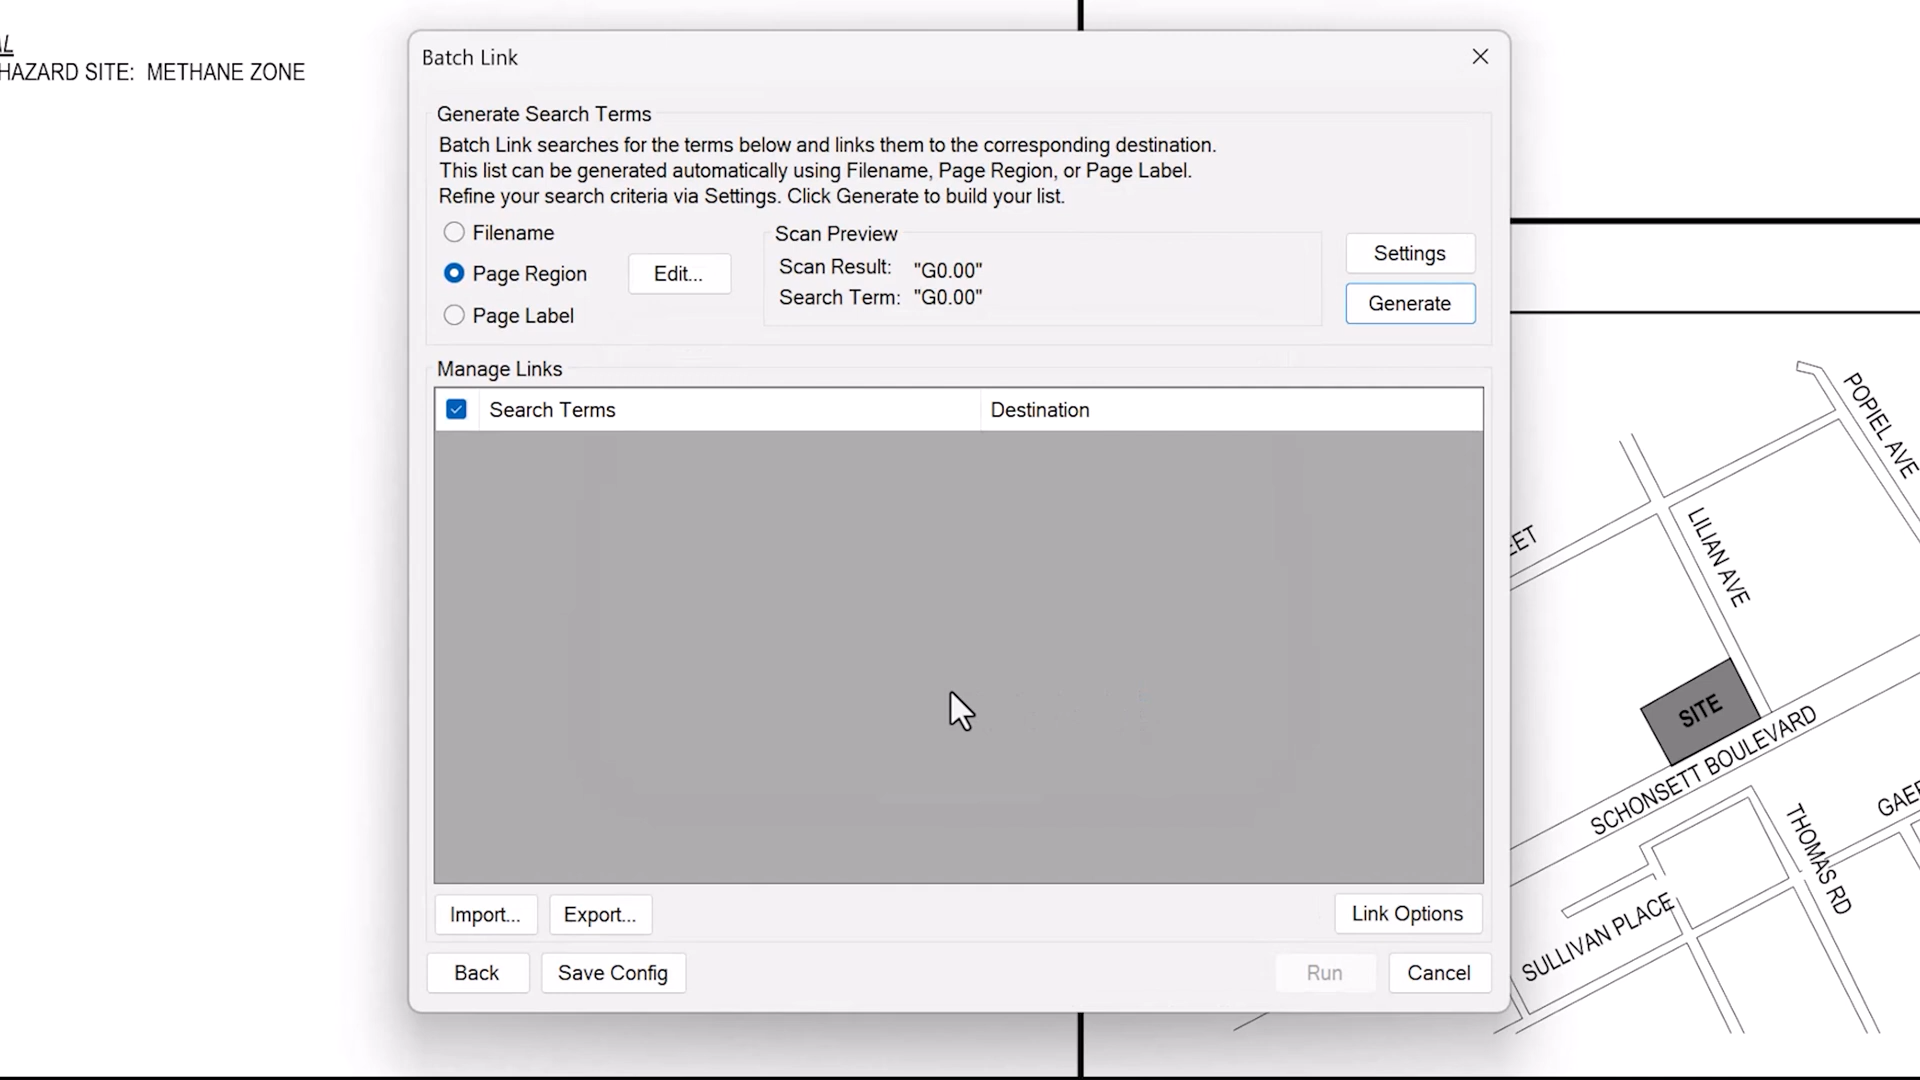 HAZARD SITE:  METHANE ZONE
Batch Link
Generate Search Terms
Batch Link searches for the terms below and links them to the corresponding destination.
This list can be generated automatically using Filename, Page Region, or Page Label.
Refine your search criteria via Settings. Click Generate to build your list.
Filename
Page Region
Edit...
Page Label
Scan Preview
Scan Result: "G0.00"
Search Term: "G0.00"
Settings
Generate
Manage Links
Search Terms
Destination
Import...
Export...
Link Options
Back
Save Config
Run
Cancel
POPIEL AVE
LILIAN AVE
SITE
SCHONSETT BOULEVARD
THOMAS RD
SULLIVAN PLACE